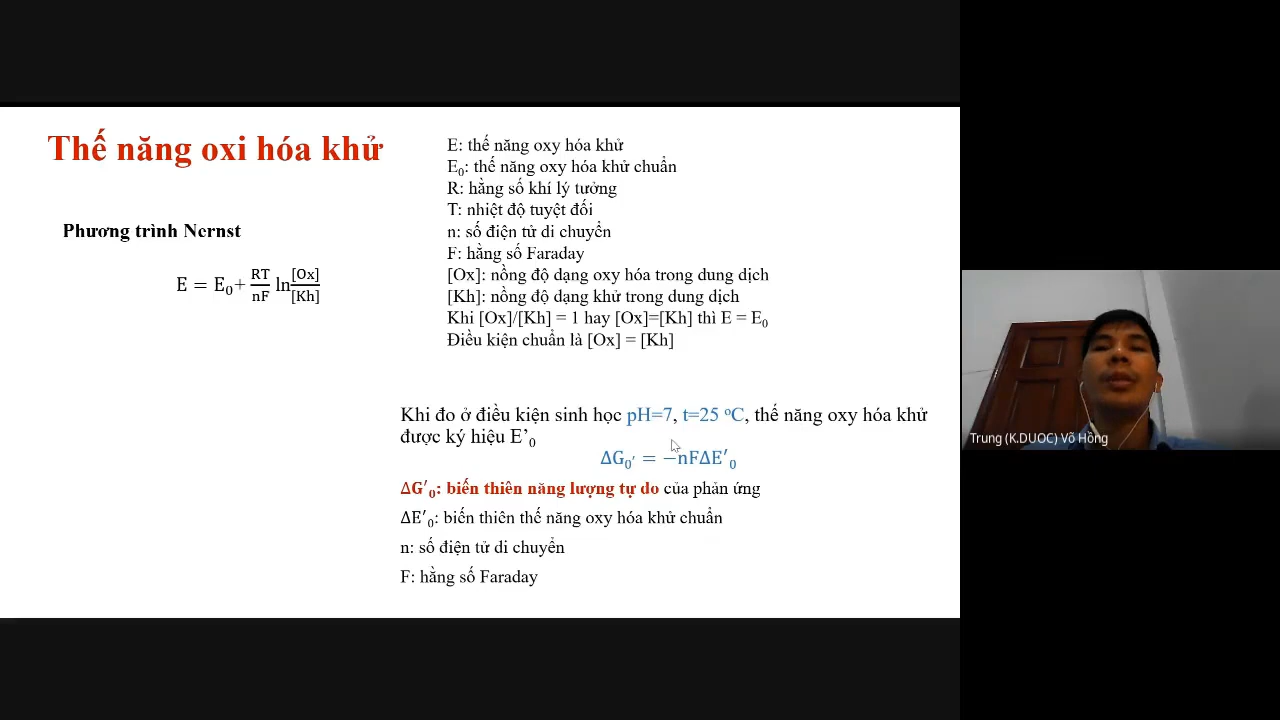 Thế năng oxi hóa khử
Phương trình Nernst
E = E₀+ RT/nF ln[Ox]/[Kh]
E: thế năng oxy hóa khử
E₀: thế năng oxy hóa khử chuẩn
R: hằng số khí lý tưởng
T: nhiệt độ tuyệt đối
n: số điện tử di chuyển
F: hằng số Faraday
[Ox]: nồng độ dạng oxy hóa trong dung dịch
[Kh]: nồng độ dạng khử trong dung dịch
Khi [Ox]/[Kh] = 1 hay [Ox]=[Kh] thì E = E₀
Điều kiện chuẩn là [Ox] = [Kh]
Khi đo ở điều kiện sinh học pH=7, t=25 ᵒC, thế năng oxy hóa khử
được ký hiệu E’₀
ΔG₀′ = −nFΔE′₀
ΔG′₀: biến thiên năng lượng tự do của phản ứng
ΔE′₀: biến thiên thế năng oxy hóa khử chuẩn
n: số điện tử di chuyển
F: hằng số Faraday
Trung (K.DUOC) Võ Hồng